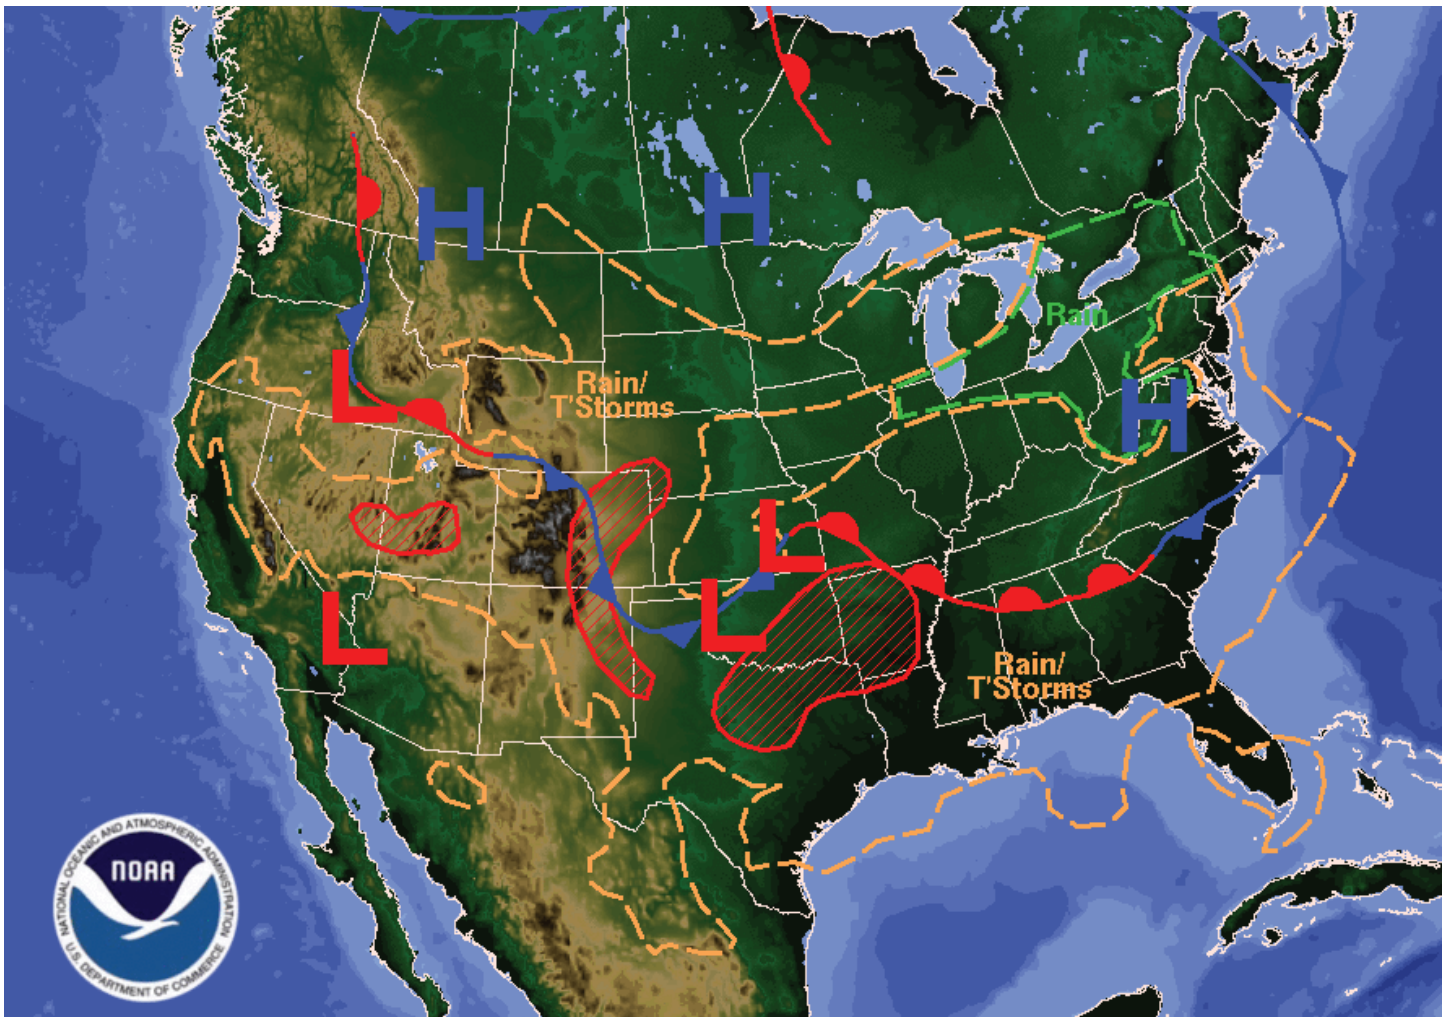 H
H
Rain
Rain/
T'Storms
L
H
L
L
L
Rain/
T'Storms
NATIONAL OCEANIC AND ATMOSPHERIC ADMINISTRATION
NOAA
U.S. DEPARTMENT OF COMMERCE